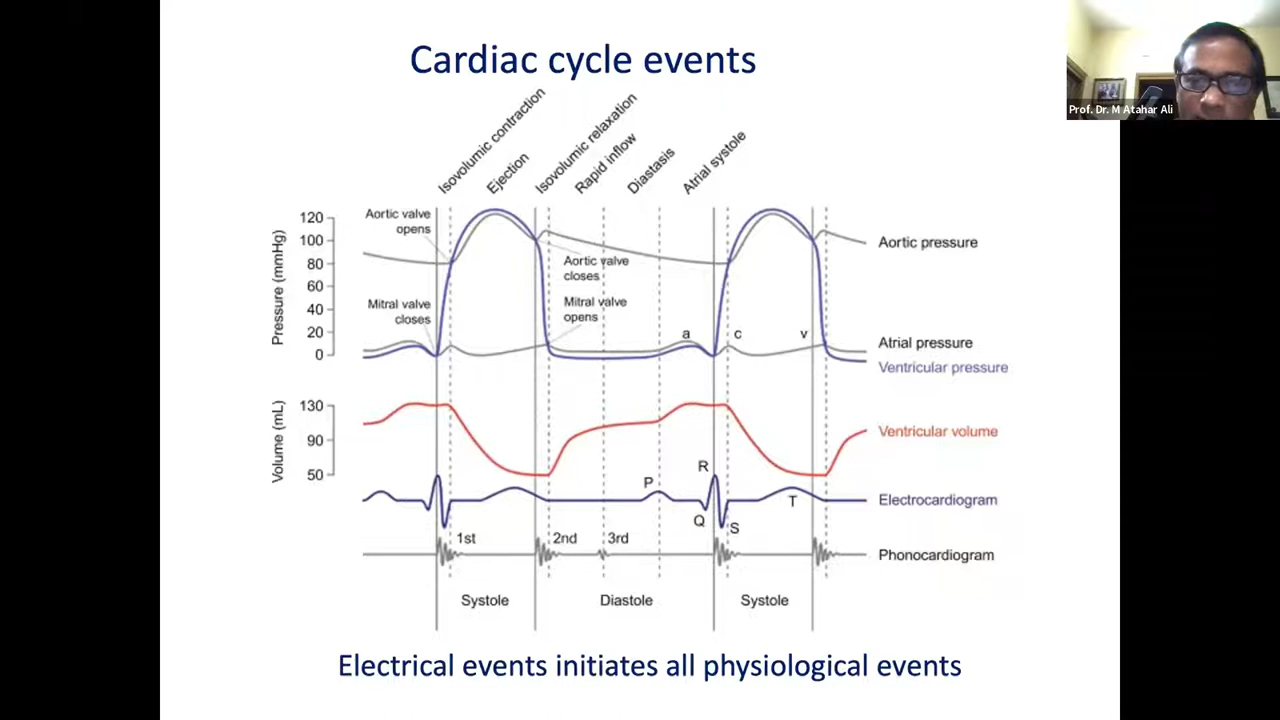 Cardiac cycle events
Prof. Dr. M Atahar Ali
Isovolumic contraction
Ejection
Isovolumic relaxation
Rapid inflow
Diastasis
Atrial systole
Pressure (mmHg)
120
100
80
60
40
20
0
Aortic valve
opens
Aortic valve
closes
Mitral valve
closes
Mitral valve
opens
a
c
v
Aortic pressure
Atrial pressure
Ventricular pressure
Volume (mL)
130
90
50
Ventricular volume
R
P
Q
S
T
Electrocardiogram
1st
2nd
3rd
Phonocardiogram
Systole
Diastole
Systole
Electrical events initiates all physiological events